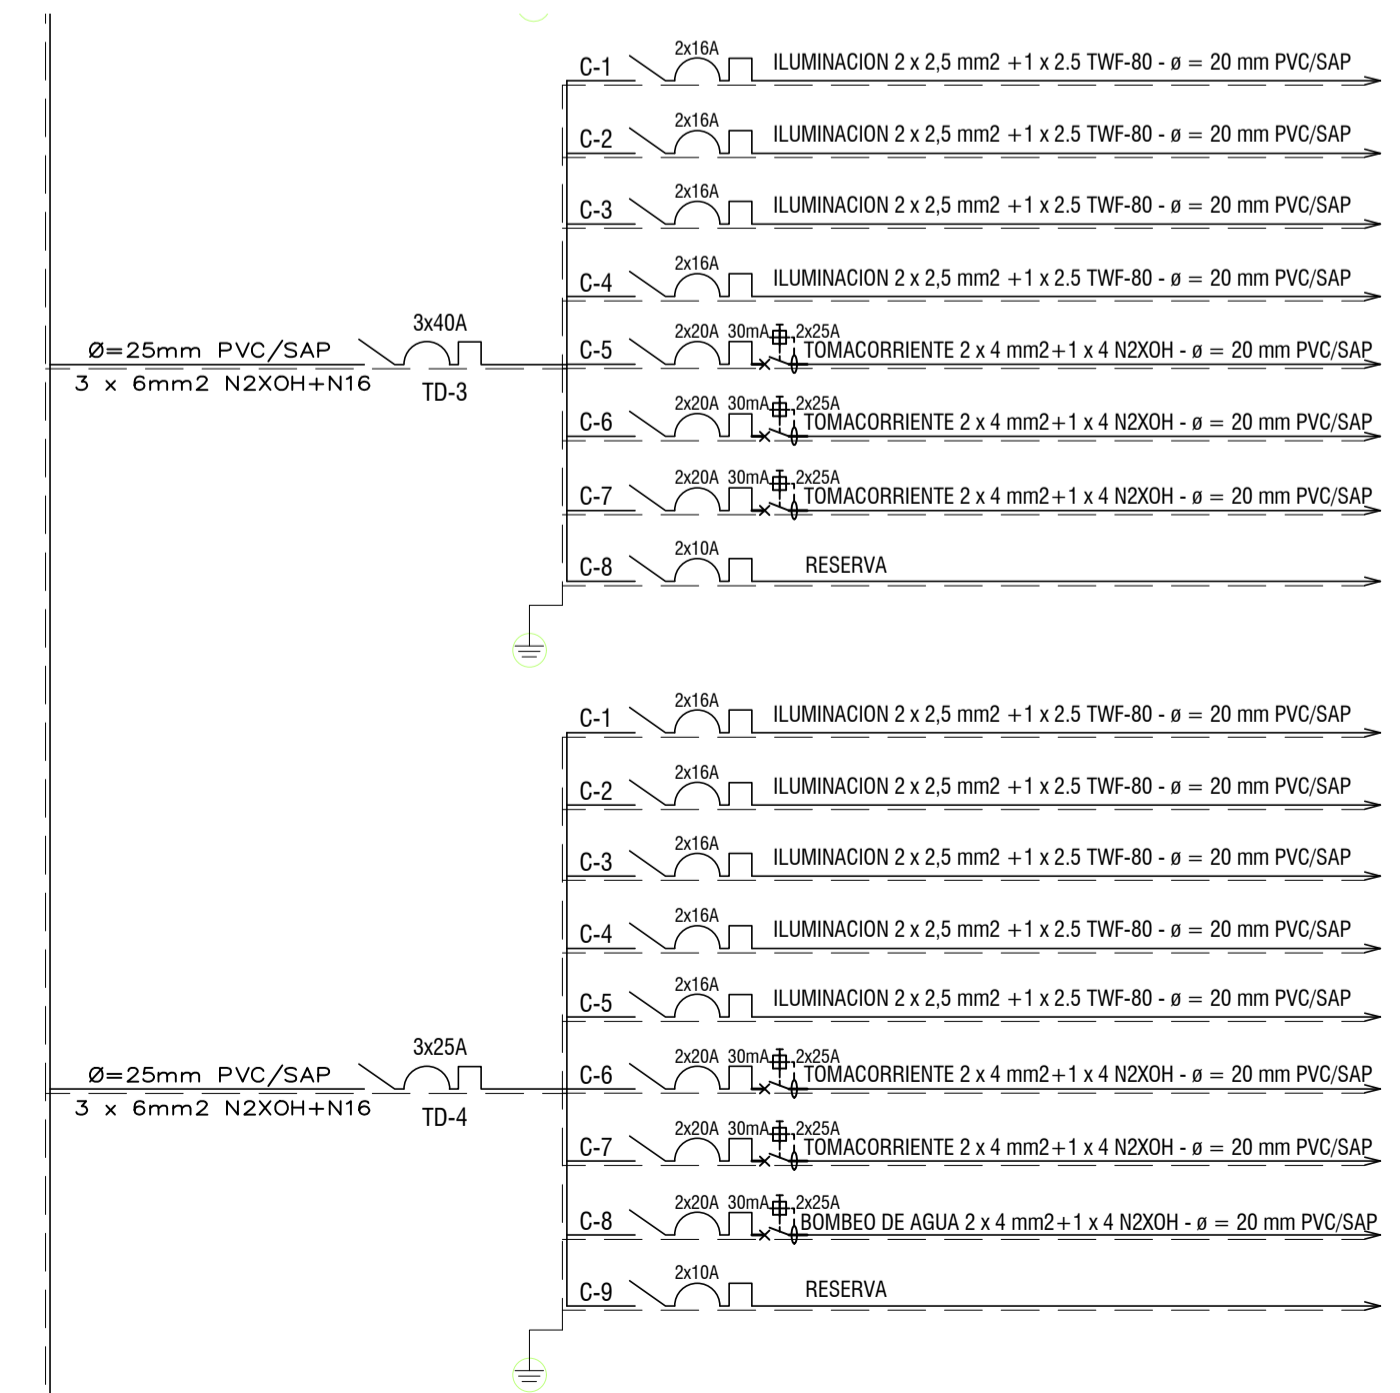 2x16A
C-1 ILUMINACION 2 x 2,5 mm2 +1 x 2.5 TWF-80 - ø = 20 mm PVC/SAP
2x16A
C-2 ILUMINACION 2 x 2,5 mm2 +1 x 2.5 TWF-80 - ø = 20 mm PVC/SAP
2x16A
C-3 ILUMINACION 2 x 2,5 mm2 +1 x 2.5 TWF-80 - ø = 20 mm PVC/SAP
2x16A
C-4 ILUMINACION 2 x 2,5 mm2 +1 x 2.5 TWF-80 - ø = 20 mm PVC/SAP
3x40A
Ø=25mm PVC/SAP
3 x 6mm2 N2XOH+N16
TD-3
2x20A 30mA 2x25A
C-5 TOMACORRIENTE 2 x 4 mm2+1 x 4 N2XOH - ø = 20 mm PVC/SAP
2x20A 30mA 2x25A
C-6 TOMACORRIENTE 2 x 4 mm2+1 x 4 N2XOH - ø = 20 mm PVC/SAP
2x20A 30mA 2x25A
C-7 TOMACORRIENTE 2 x 4 mm2+1 x 4 N2XOH - ø = 20 mm PVC/SAP
2x10A
C-8 RESERVA
2x16A
C-1 ILUMINACION 2 x 2,5 mm2 +1 x 2.5 TWF-80 - ø = 20 mm PVC/SAP
2x16A
C-2 ILUMINACION 2 x 2,5 mm2 +1 x 2.5 TWF-80 - ø = 20 mm PVC/SAP
2x16A
C-3 ILUMINACION 2 x 2,5 mm2 +1 x 2.5 TWF-80 - ø = 20 mm PVC/SAP
2x16A
C-4 ILUMINACION 2 x 2,5 mm2 +1 x 2.5 TWF-80 - ø = 20 mm PVC/SAP
2x16A
C-5 ILUMINACION 2 x 2,5 mm2 +1 x 2.5 TWF-80 - ø = 20 mm PVC/SAP
3x25A
Ø=25mm PVC/SAP
3 x 6mm2 N2XOH+N16
TD-4
2x20A 30mA 2x25A
C-6 TOMACORRIENTE 2 x 4 mm2+1 x 4 N2XOH - ø = 20 mm PVC/SAP
2x20A 30mA 2x25A
C-7 TOMACORRIENTE 2 x 4 mm2+1 x 4 N2XOH - ø = 20 mm PVC/SAP
2x20A 30mA 2x25A
C-8 BOMBEO DE AGUA 2 x 4 mm2+1 x 4 N2XOH - ø = 20 mm PVC/SAP
2x10A
C-9 RESERVA